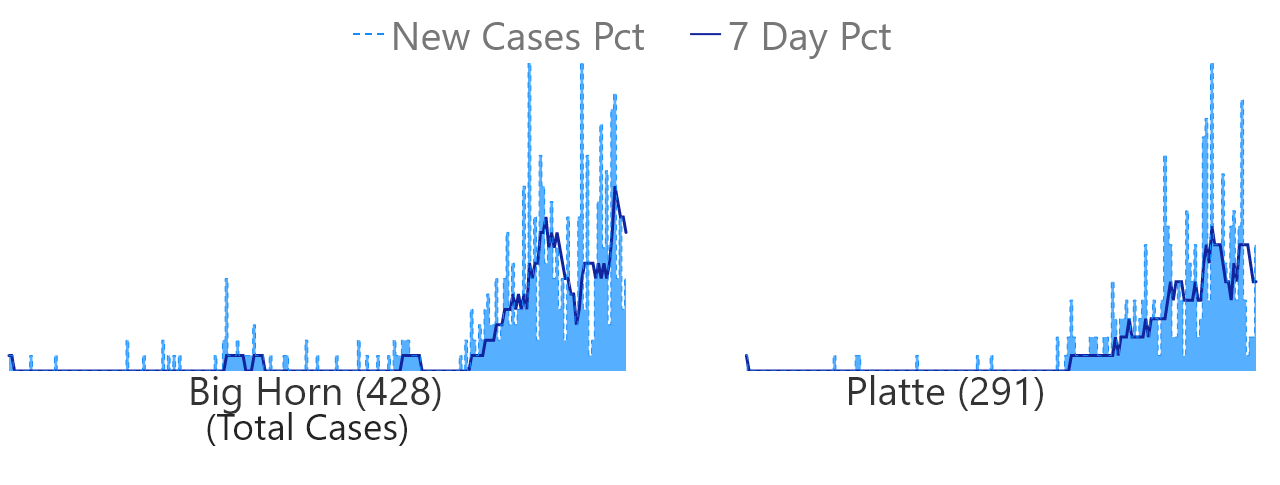 New Cases Pct 7 Day Pct
Big Horn (428) Platte (291)
(Total Cases)